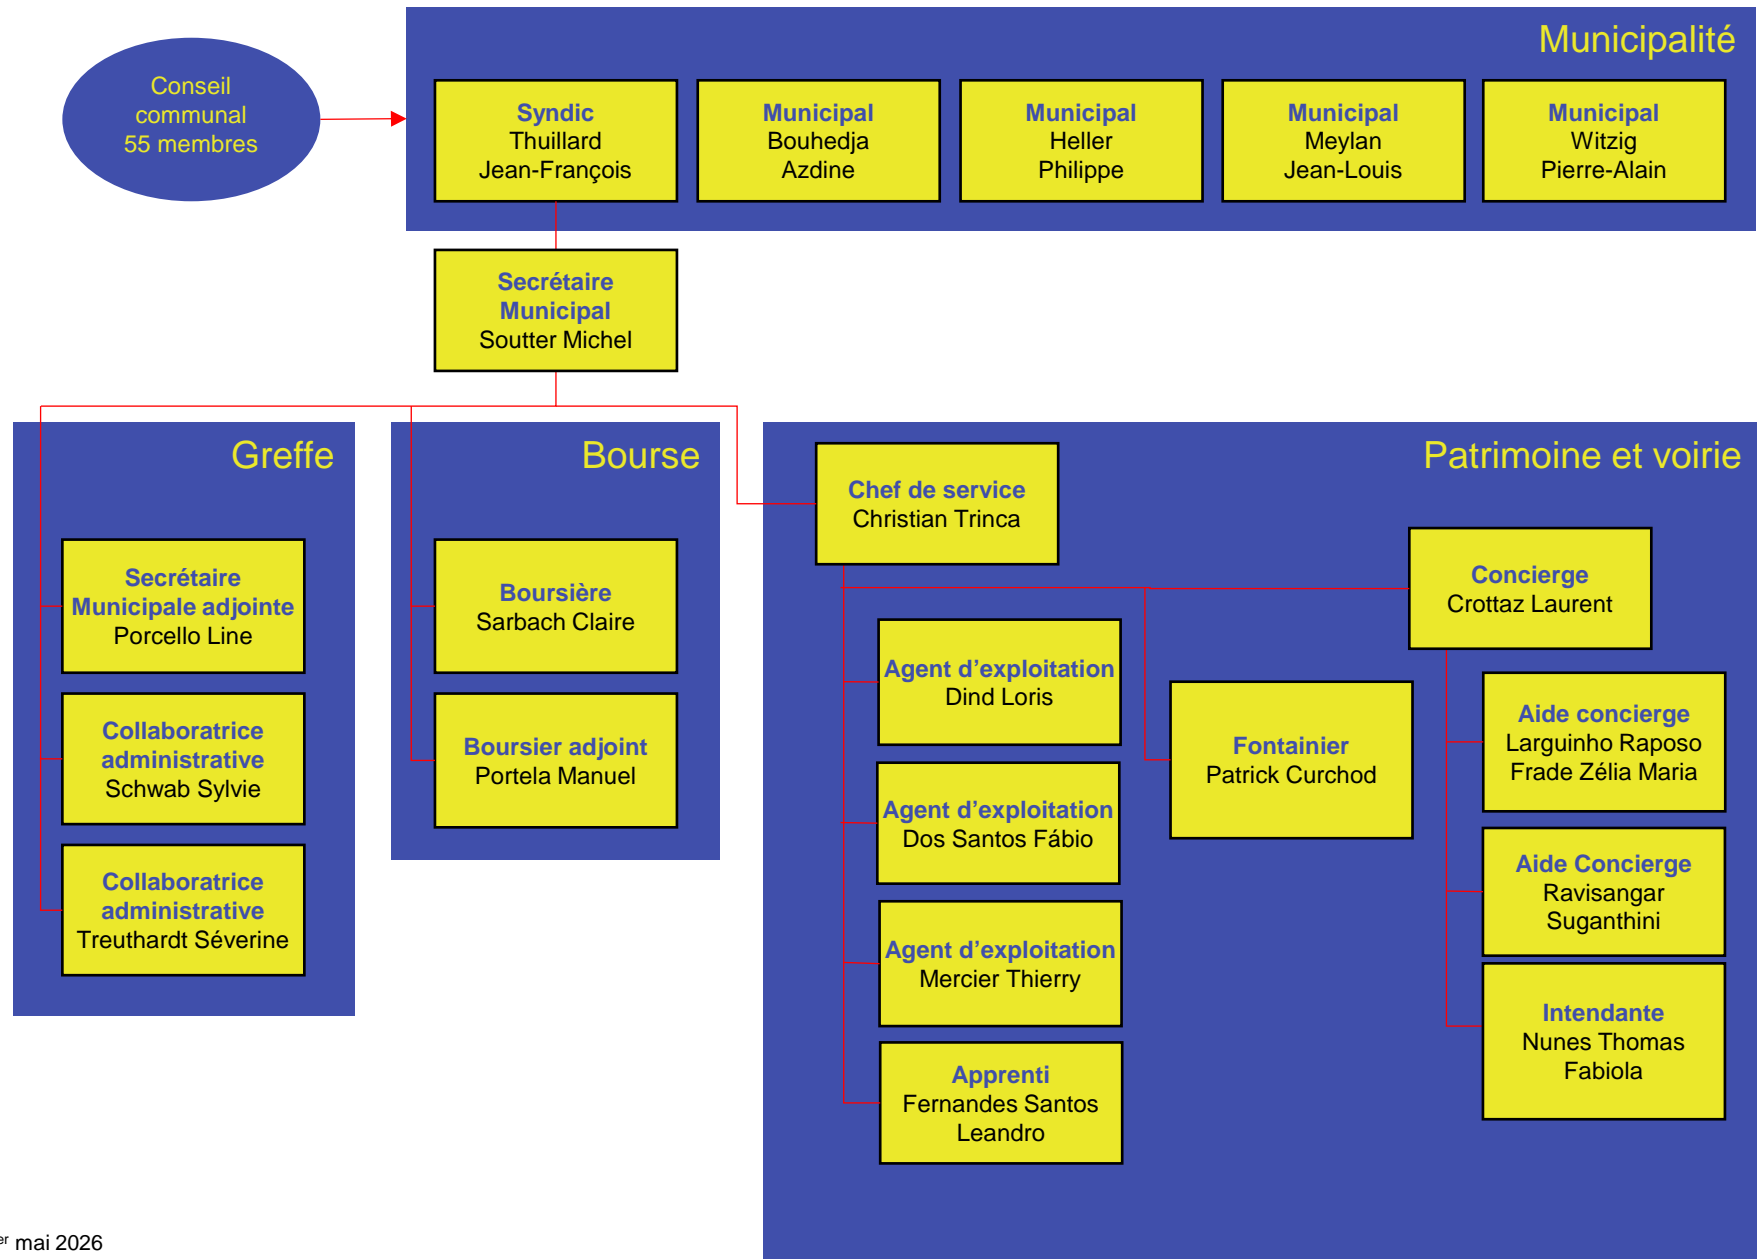 Municipalité
Conseil
communal
55 membres
Syndic
Thuillard
Jean-François
Municipal
Bouhedja
Azdine
Municipal
Heller
Philippe
Municipal
Meylan
Jean-Louis
Municipal
Witzig
Pierre-Alain
Secrétaire
Municipal
Soutter Michel
Greffe
Secrétaire
Municipale adjointe
Porcello Line
Collaboratrice
administrative
Schwab Sylvie
Collaboratrice
administrative
Treuthardt Séverine
Bourse
Boursière
Sarbach Claire
Boursier adjoint
Portela Manuel
Patrimoine et voirie
Chef de service
Christian Trinca
Agent d’exploitation
Dind Loris
Agent d’exploitation
Dos Santos Fábio
Agent d’exploitation
Mercier Thierry
Apprenti
Fernandes Santos
Leandro
Fontainier
Patrick Curchod
Concierge
Crottaz Laurent
Aide concierge
Larguinho Raposo
Frade Zélia Maria
Aide Concierge
Ravisangar
Suganthini
Intendante
Nunes Thomas
Fabiola
er mai 2026